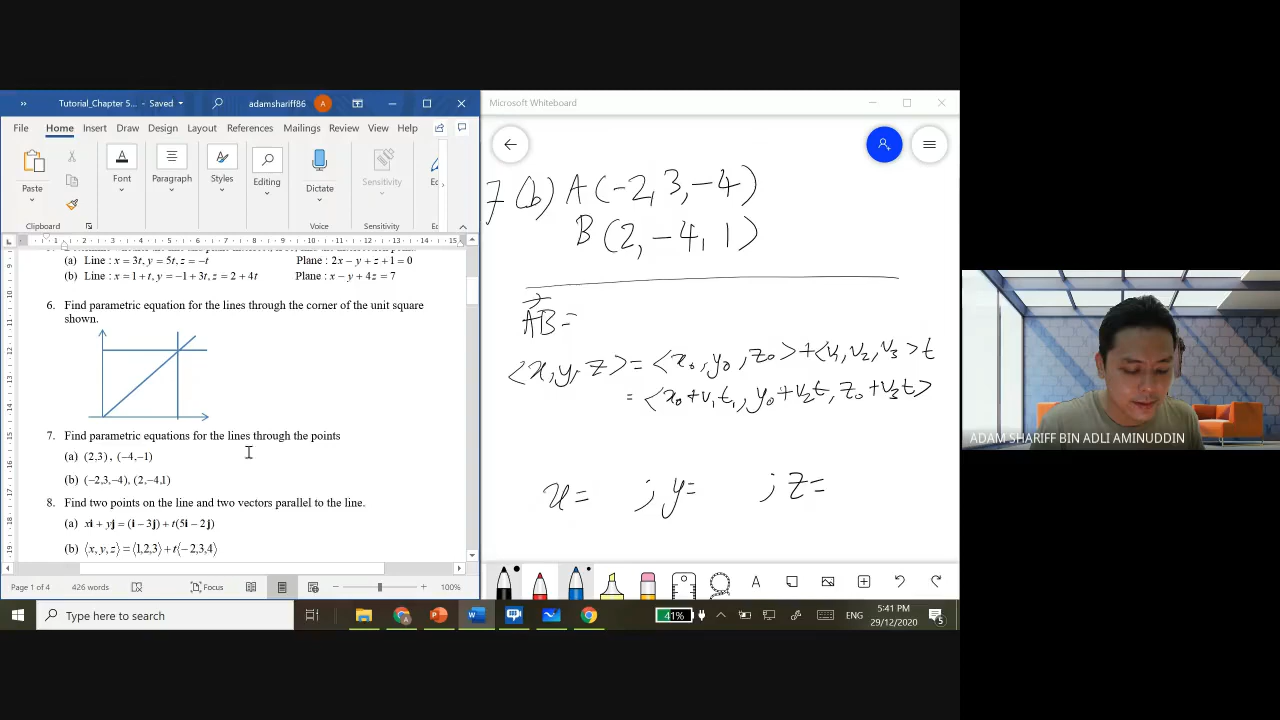 Tutorial_Chapter 5... - Saved
adamshariff86
A
File Home Insert Draw Design Layout References Mailings Review View Help
Paste
Font
Paragraph
Styles
Editing
Dictate
Sensitivity
Clipboard
Voice
Sensitivity
(a) Line : x = 3t, y = 5t, z = −t Plane : 2x − y + z + 1 = 0
(b) Line : x = 1 + t, y = −1 + 3t, z = 2 + 4t Plane : x − y + 4z = 7
6. Find parametric equation for the lines through the corner of the unit square
shown.
7. Find parametric equations for the lines through the points
(a) (2,3) , (−4,−1)
(b) (−2,3,−4), (2,−4,1)
8. Find two points on the line and two vectors parallel to the line.
(a) xi + yj = (i − 3j) + t(5i − 2j)
(b) ⟨x, y, z⟩ = ⟨1,2,3⟩ + t⟨−2,3,4⟩
Page 1 of 4 426 words Focus 100%
Microsoft Whiteboard
7 (b) A (-2, 3, -4)
B (2, -4, 1)
AB⃗ =
<x, y, z> = <x₀, y₀, z₀> + <v₁, v₂, v₃> t
= <x₀ + v₁t, y₀ + v₂t, z₀ + v₃t>
x = ; y = ; z =
ADAM SHARIFF BIN ADLI AMINUDDIN
Type here to search
41%
ENG
5:41 PM
29/12/2020
5